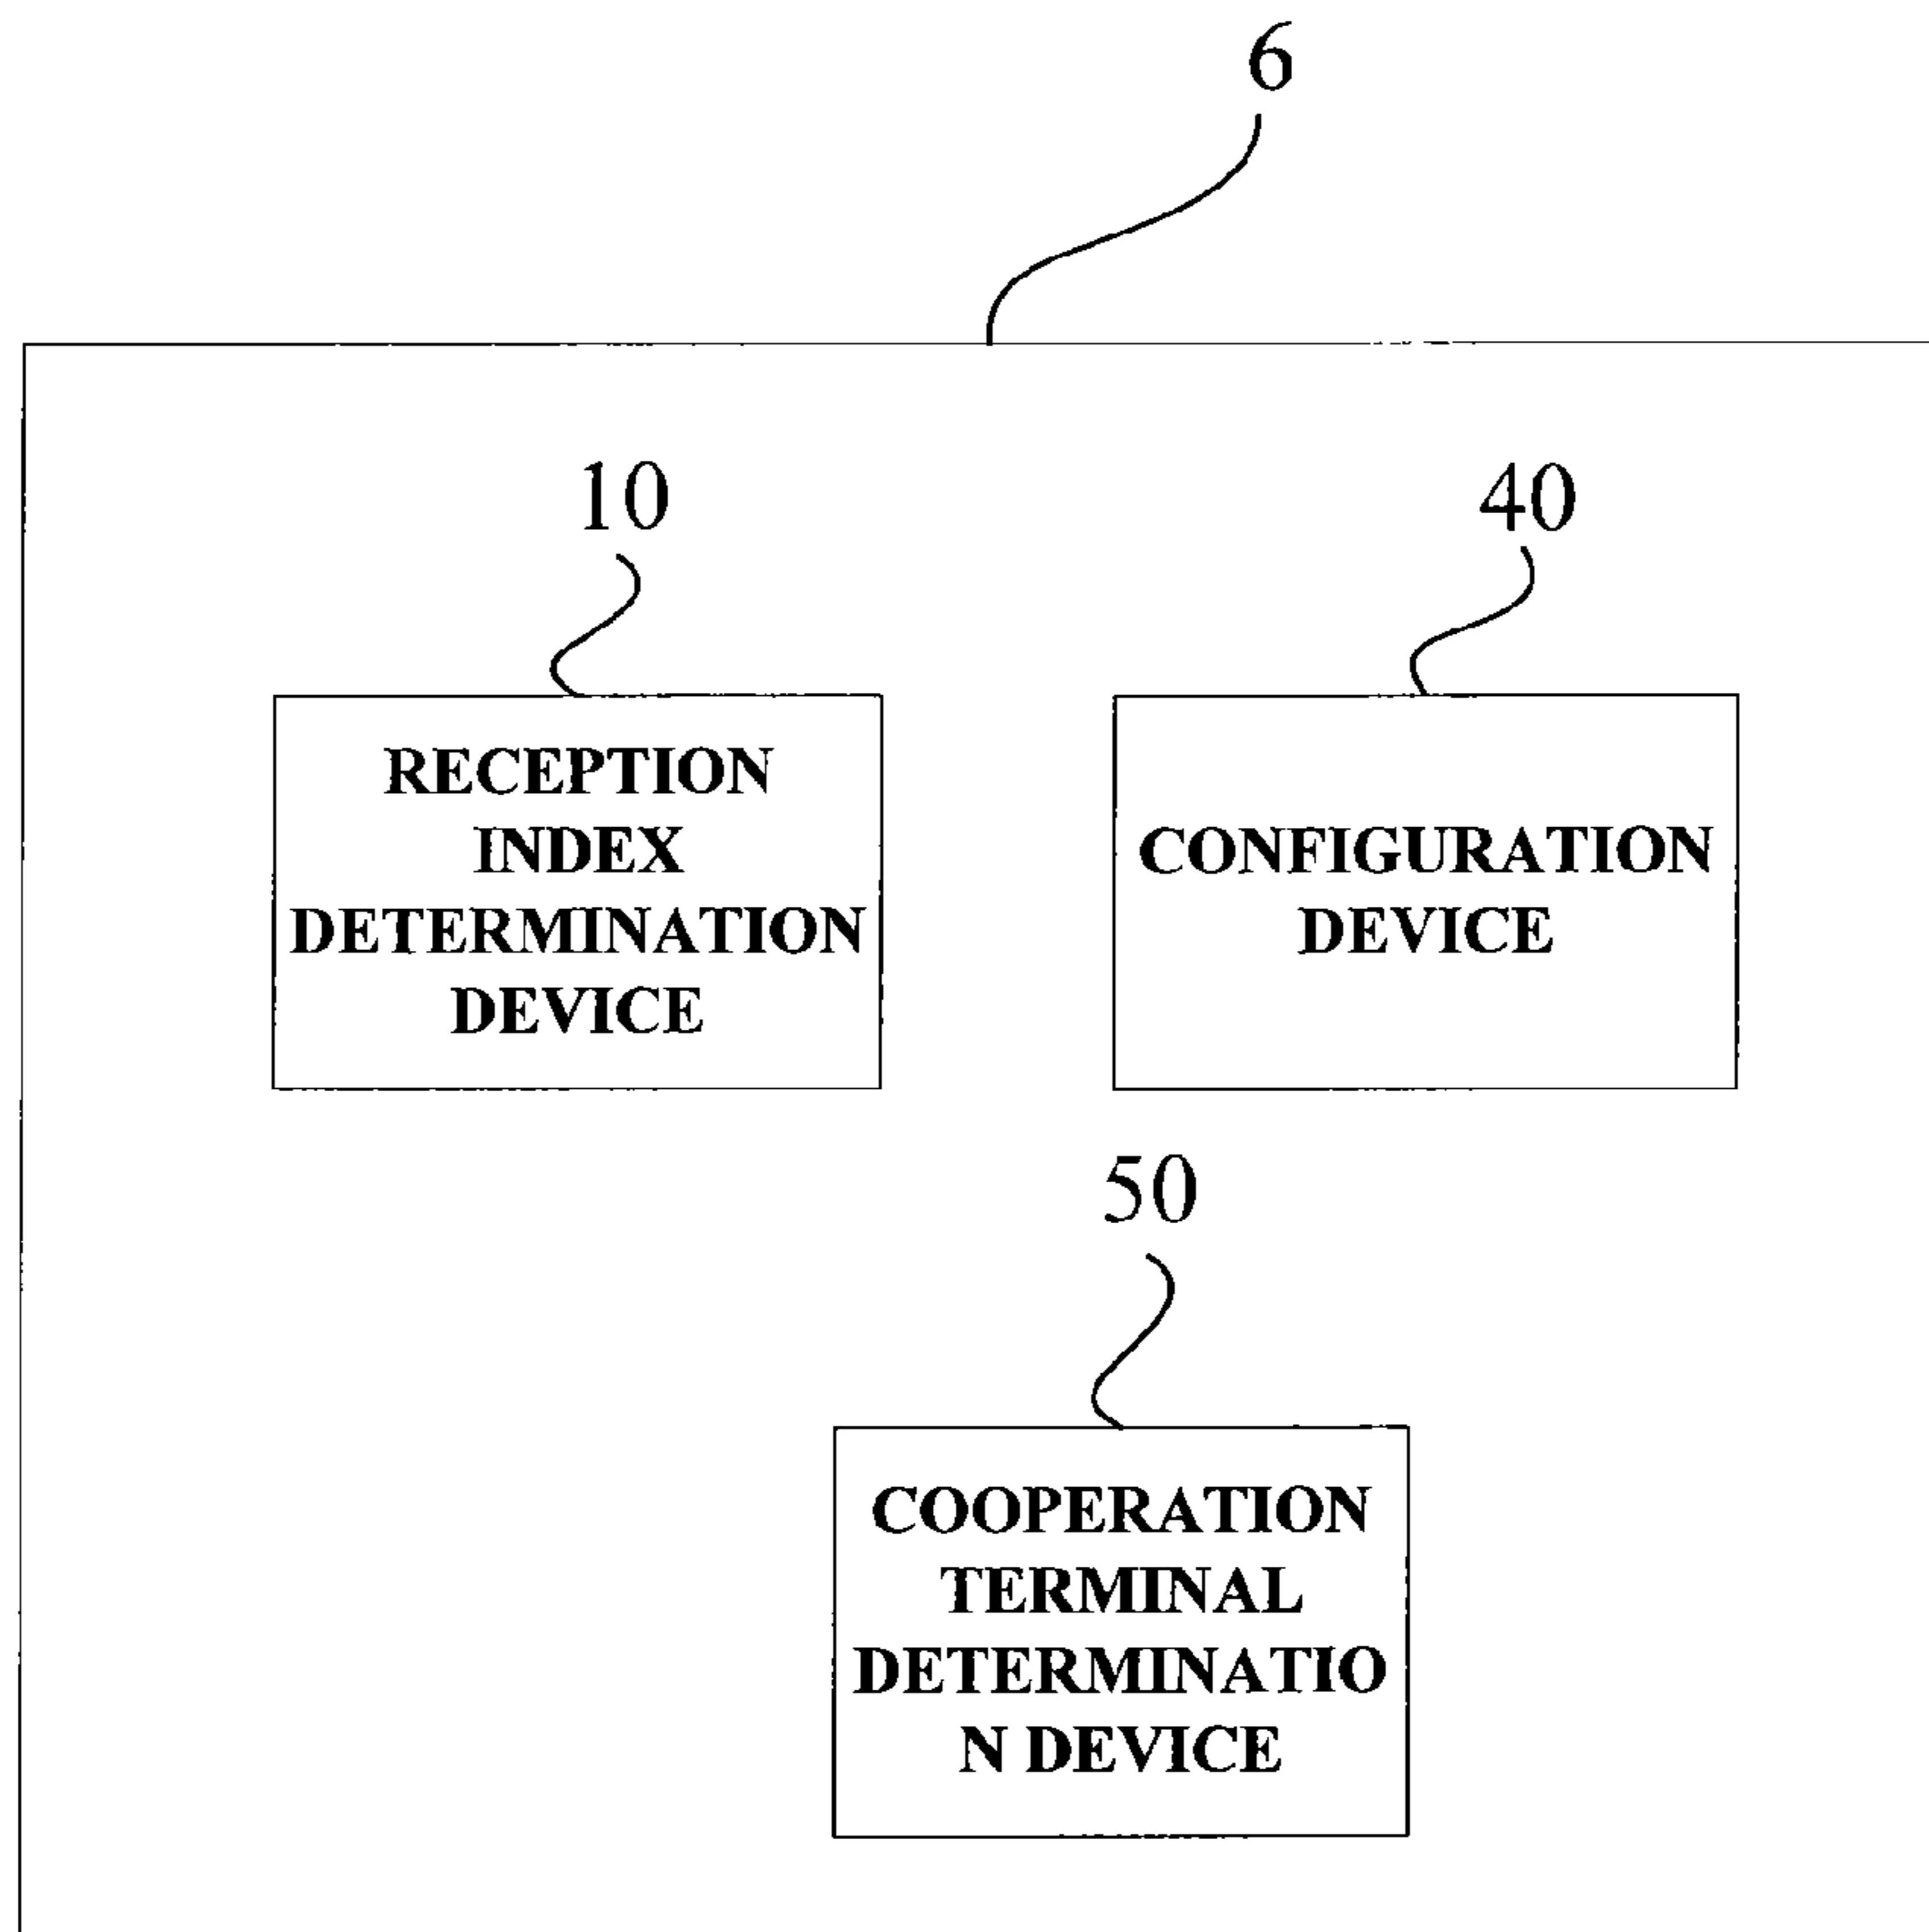 6
10
40
RECEPTION
INDEX
DETERMINATION
DEVICE
CONFIGURATION
DEVICE
50
COOPERATION
TERMINAL
DETERMINATIO
N DEVICE